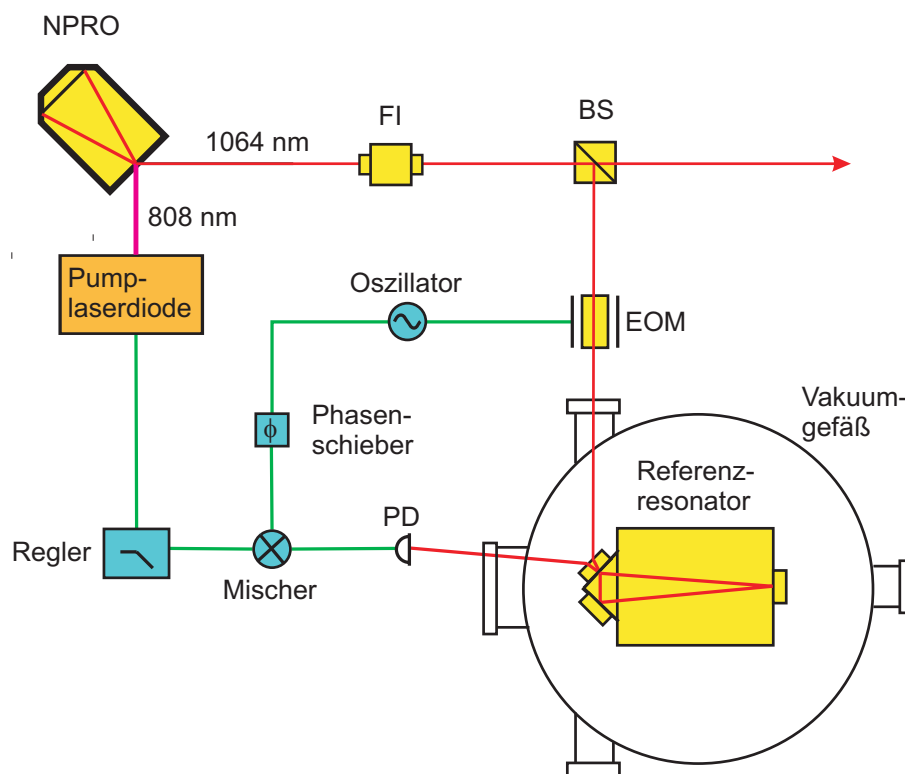 NPRO
FI
BS
1064 nm
808 nm
Pump-
laserdiode
Oszillator
EOM
Vakuum-
gefäß
ϕ
Phasen-
schieber
Referenz-
resonator
PD
Regler
Mischer